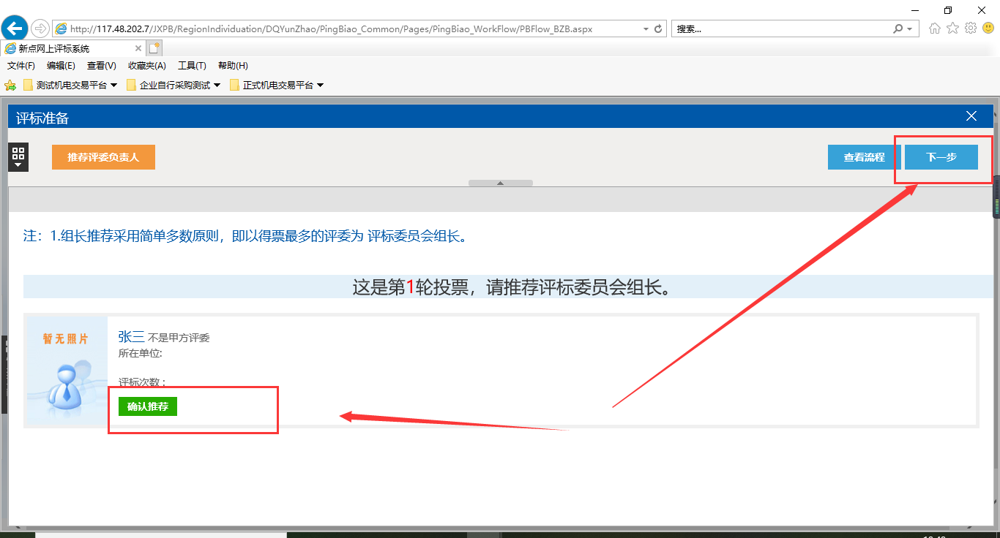 http://117.48.202.7/JXPB/RegionIndividuation/DQYunZhao/PingBiao_Common/Pages/PingBiao_WorkFlow/PBFlow_BZB.aspx
搜索...
新点网上评标系统
文件(F) 编辑(E) 查看(V) 收藏夹(A) 工具(T) 帮助(H)
测试机电交易平台 企业自行采购测试 正式机电交易平台
评标准备
推荐评委负责人 查看流程 下一步
注：1.组长推荐采用简单多数原则，即以得票最多的评委为 评标委员会组长。
这是第1轮投票，请推荐评标委员会组长。
暂无照片
张三 不是甲方评委
所在单位:
评标次数 :
确认推荐